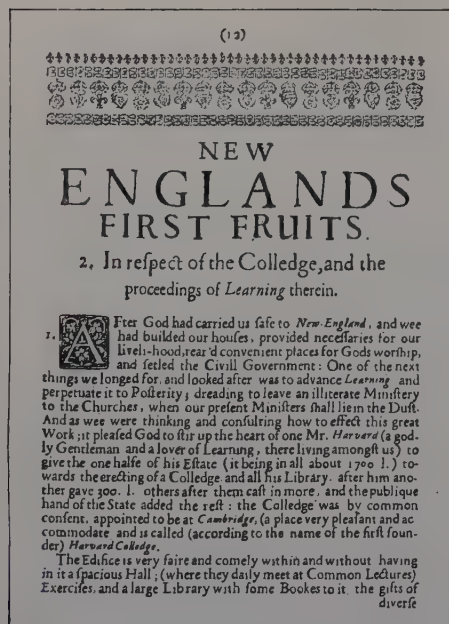 (12)
NEW
ENGLANDS
FIRST FRUITS.
2. In reſpect of the Colledge, and the
proceedings of Learning therein.
1. AFter God had carried us ſafe to New-England, and wee
had builded our houſes, provided neceſſaries for our
liveli-hood, rear'd convenient places for Gods worſhip,
and ſetled the Civill Government: One of the next
things we longed for, and looked after was to advance Learning and
perpetuate it to Poſterity; dreading to leave an illiterate Miniſtery
to the Churches, when our preſent Miniſters ſhall lie in the Duſt.
And as wee were thinking and conſulting how to effect this great
Work; it pleaſed God to ſtir up the heart of one Mr. Harvard (a god-
ly Gentleman and a lover of Learning, there living amongſt us) to
give the one halfe of his Eſtate (it being in all about 1700 l.) to-
wards the erecting of a Colledge. and all his Library. after him ano-
ther gave 300. l. others after them caſt in more, and the publique
hand of the State added the reſt: the Colledge was by common
conſent, appointed to be at Cambridge, (a place very pleaſant and ac
commodate and is called (according to the name of the firſt foun-
der) Harvard Colledge.
The Edifice is very faire and comely within and without having
in it a ſpacious Hall; (where they daily meet at Common Lectures)
Exerciſes, and a large Library with ſome Bookes to it. the gifts of
diverſe